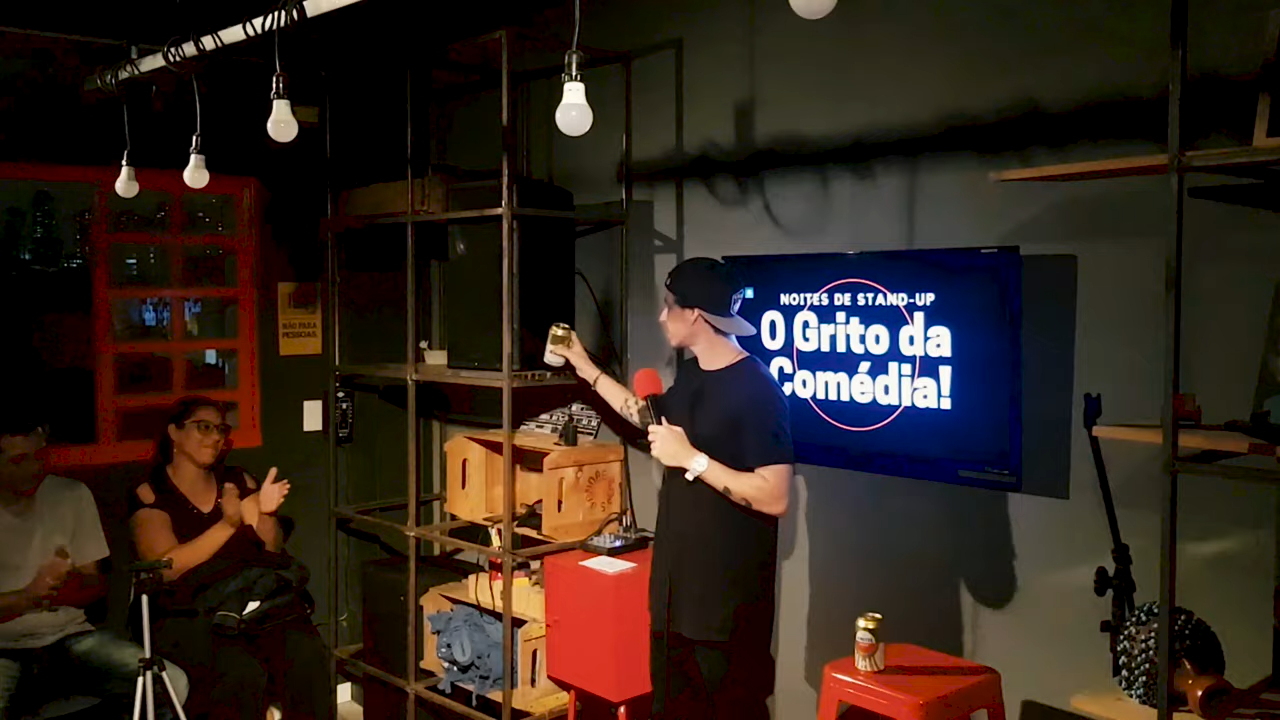 NOITES DE STAND-UP
O Grito da
Comédia!
NÃO PARA
PESSOAS